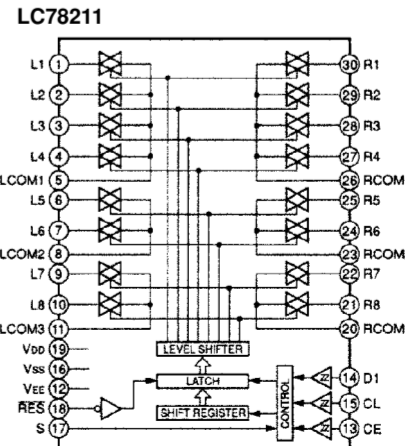 LC78211
L1 1 30 R1
L2 2 29 R2
L3 3 28 R3
L4 4 27 R4
LCOM1 5 26 RCOM
L5 6 25 R5
L6 7 24 R6
LCOM2 8 23 RCOM
L7 9 22 R7
L8 10 21 R8
LCOM3 11 20 RCOM
VDD 19 LEVEL SHIFTER
VSS 16
VEE 12 LATCH 14 D1
RES 18 SHIFT REGISTER CONTROL 15 CL
S 17 13 CE